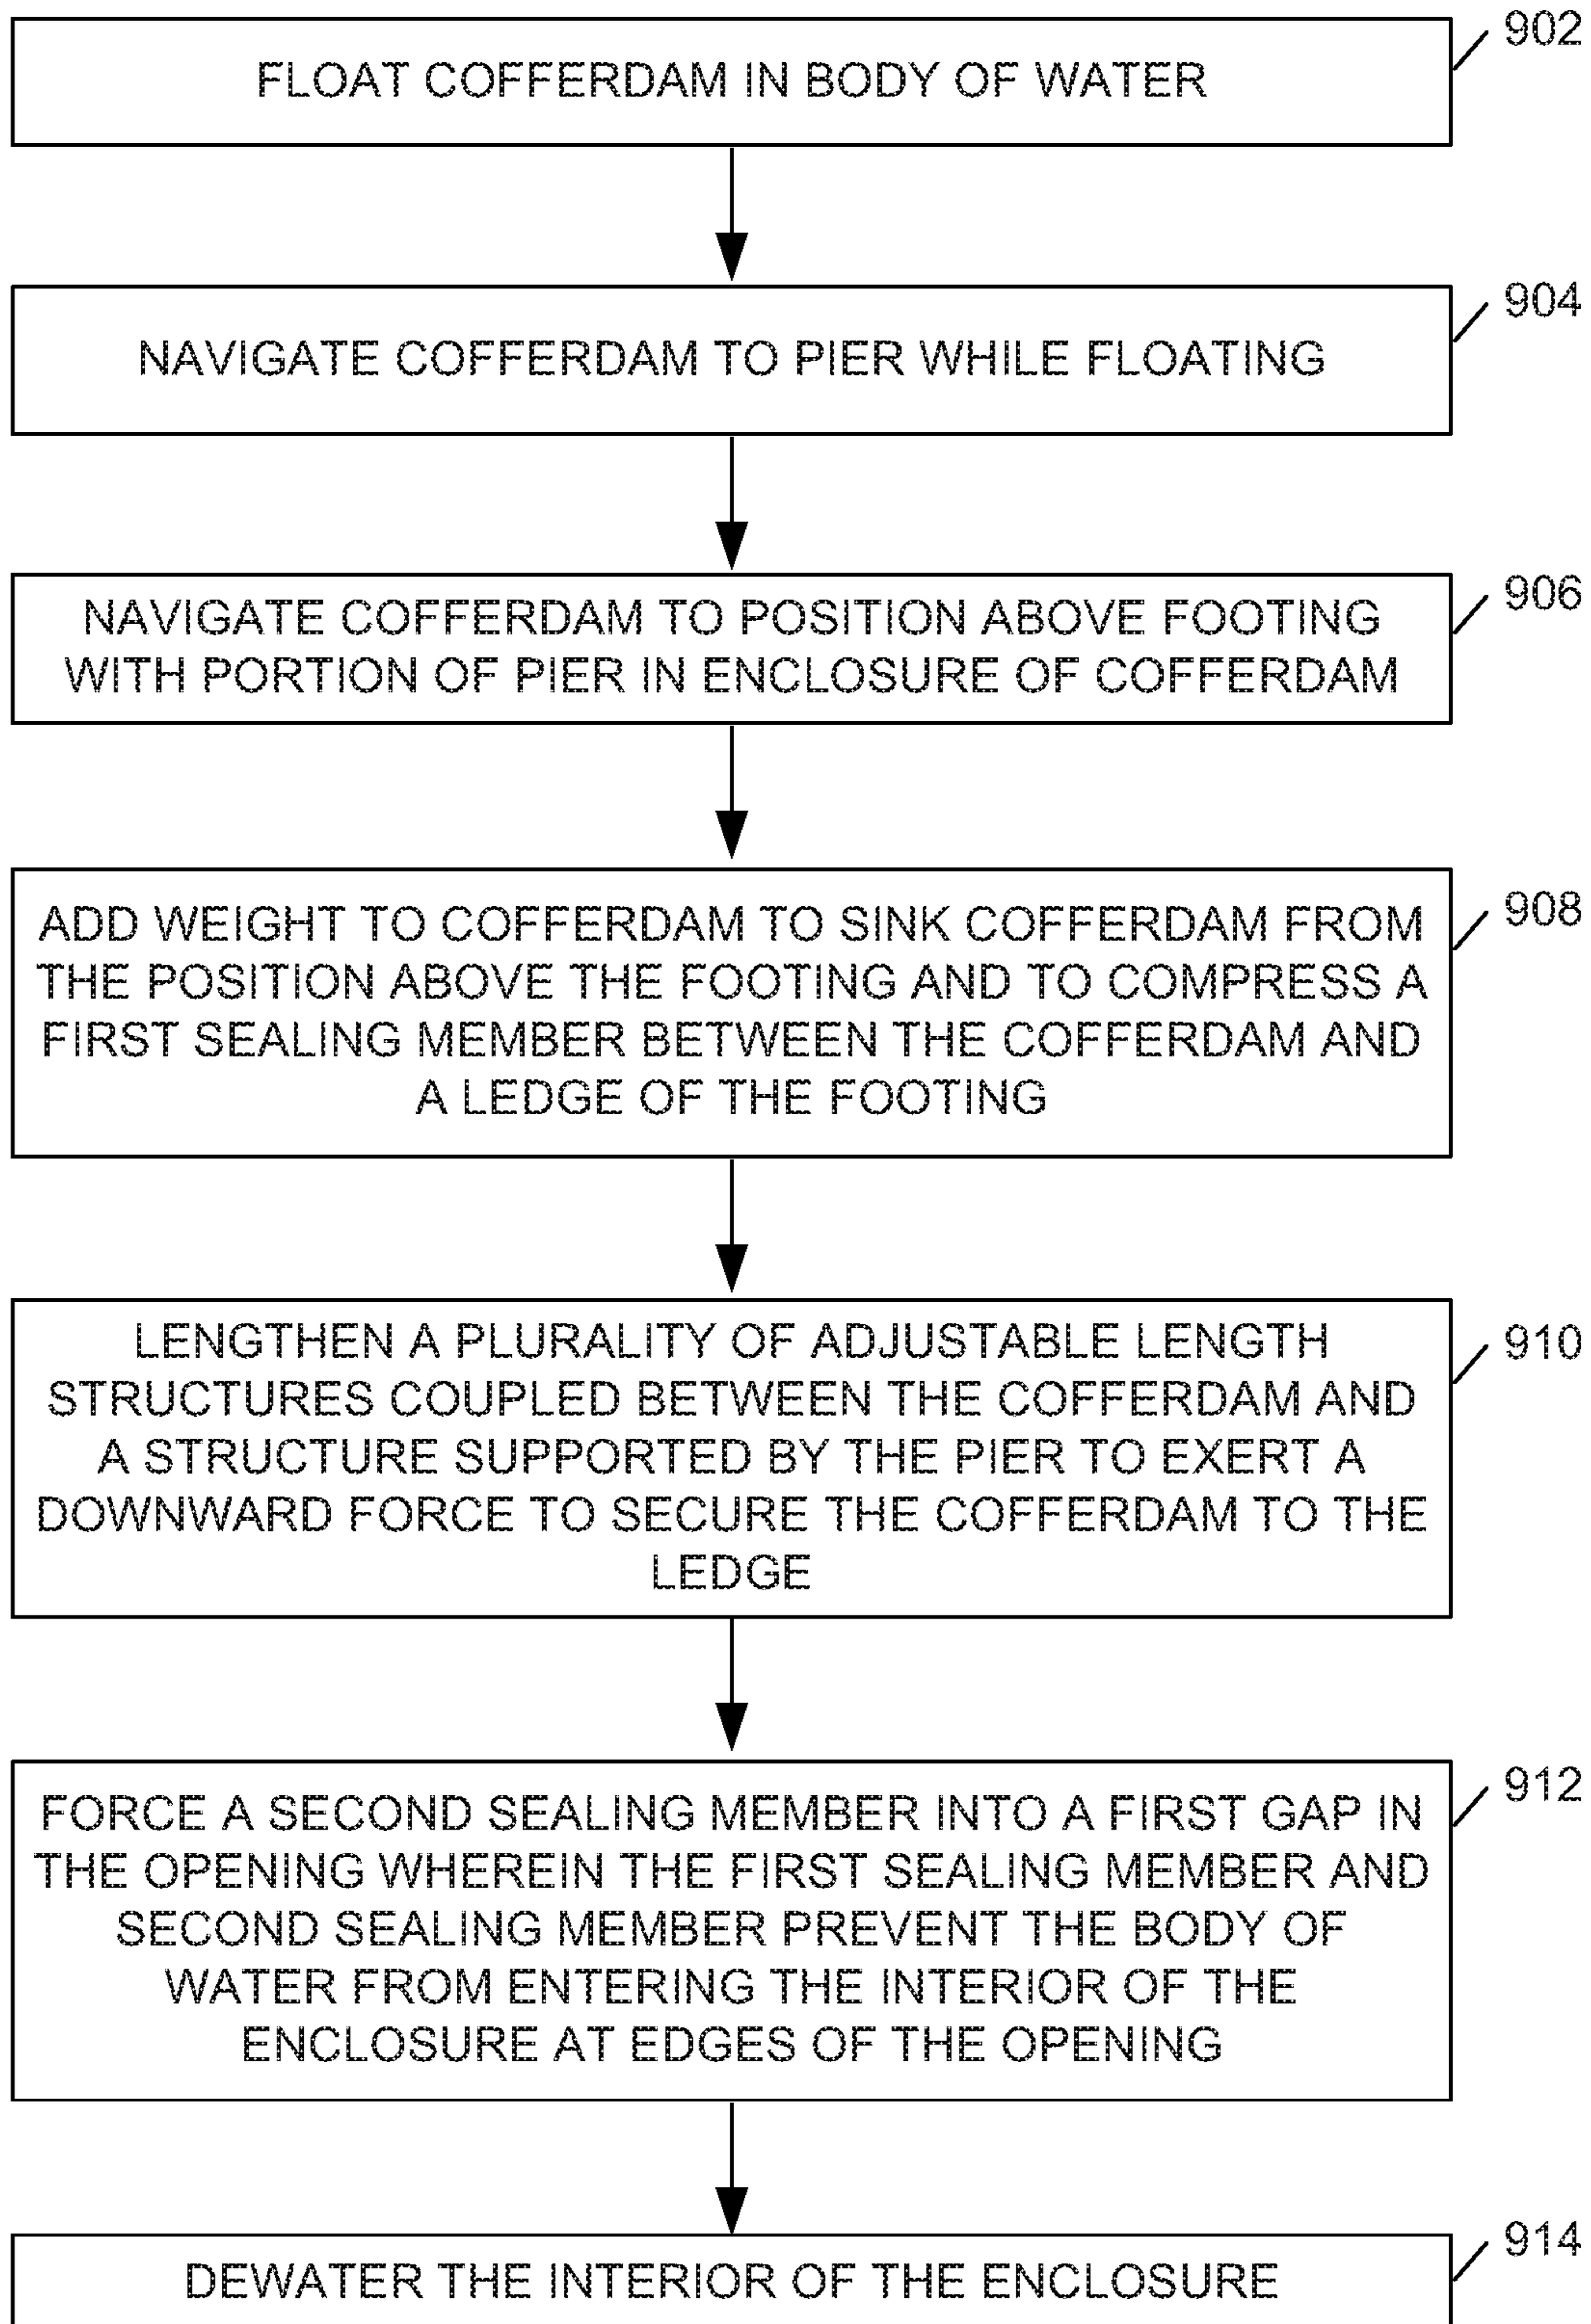 902
FLOAT COFFERDAM IN BODY OF WATER
904
NAVIGATE COFFERDAM TO PIER WHILE FLOATING
906
NAVIGATE COFFERDAM TO POSITION ABOVE FOOTING
WITH PORTION OF PIER IN ENCLOSURE OF COFFERDAM
908
ADD WEIGHT TO COFFERDAM TO SINK COFFERDAM FROM
THE POSITION ABOVE THE FOOTING AND TO COMPRESS A
FIRST SEALING MEMBER BETWEEN THE COFFERDAM AND
A LEDGE OF THE FOOTING
910
LENGTHEN A PLURALITY OF ADJUSTABLE LENGTH
STRUCTURES COUPLED BETWEEN THE COFFERDAM AND
A STRUCTURE SUPPORTED BY THE PIER TO EXERT A
DOWNWARD FORCE TO SECURE THE COFFERDAM TO THE
LEDGE
912
FORCE A SECOND SEALING MEMBER INTO A FIRST GAP IN
THE OPENING WHEREIN THE FIRST SEALING MEMBER AND
SECOND SEALING MEMBER PREVENT THE BODY OF
WATER FROM ENTERING THE INTERIOR OF THE
ENCLOSURE AT EDGES OF THE OPENING
914
DEWATER THE INTERIOR OF THE ENCLOSURE